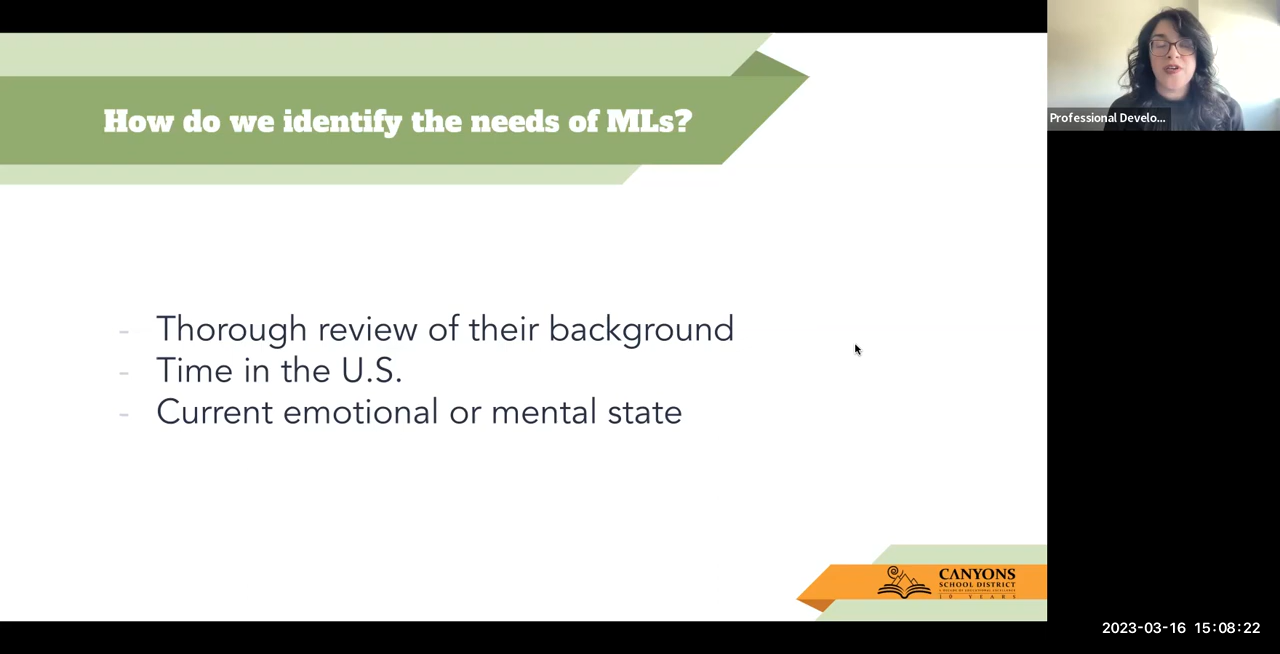 How do we identify the needs of MLs?
Professional Develo...
- Thorough review of their background
- Time in the U.S.
- Current emotional or mental state
CANYONS
SCHOOL DISTRICT
10 YEARS
2023-03-16 15:08:22